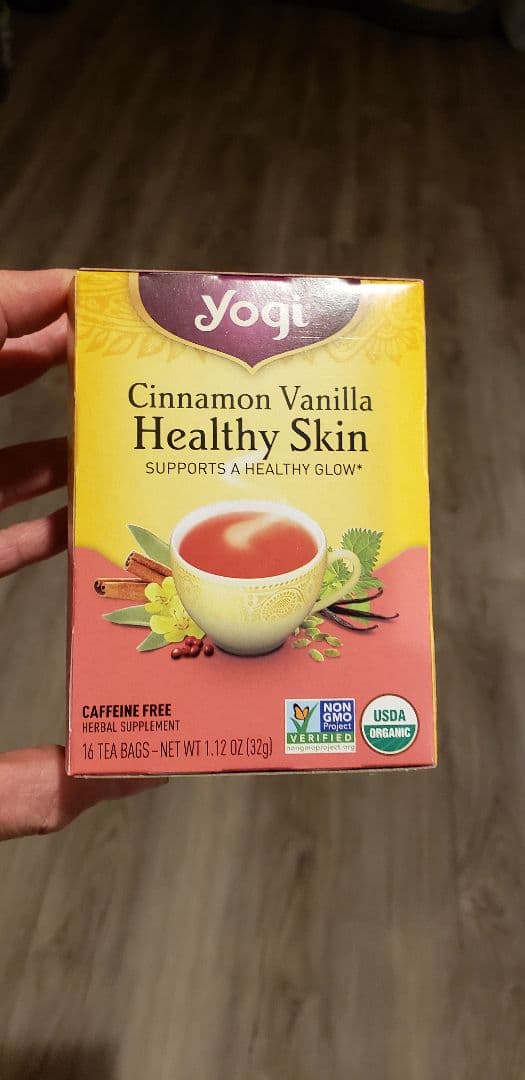 yogi
Cinnamon Vanilla
Healthy Skin
SUPPORTS A HEALTHY GLOW*
CAFFEINE FREE
HERBAL SUPPLEMENT
16 TEA BAGS – NET WT 1.12 OZ (32g)
NON
GMO
Project
VERIFIED
nongmoproject.org
USDA
ORGANIC